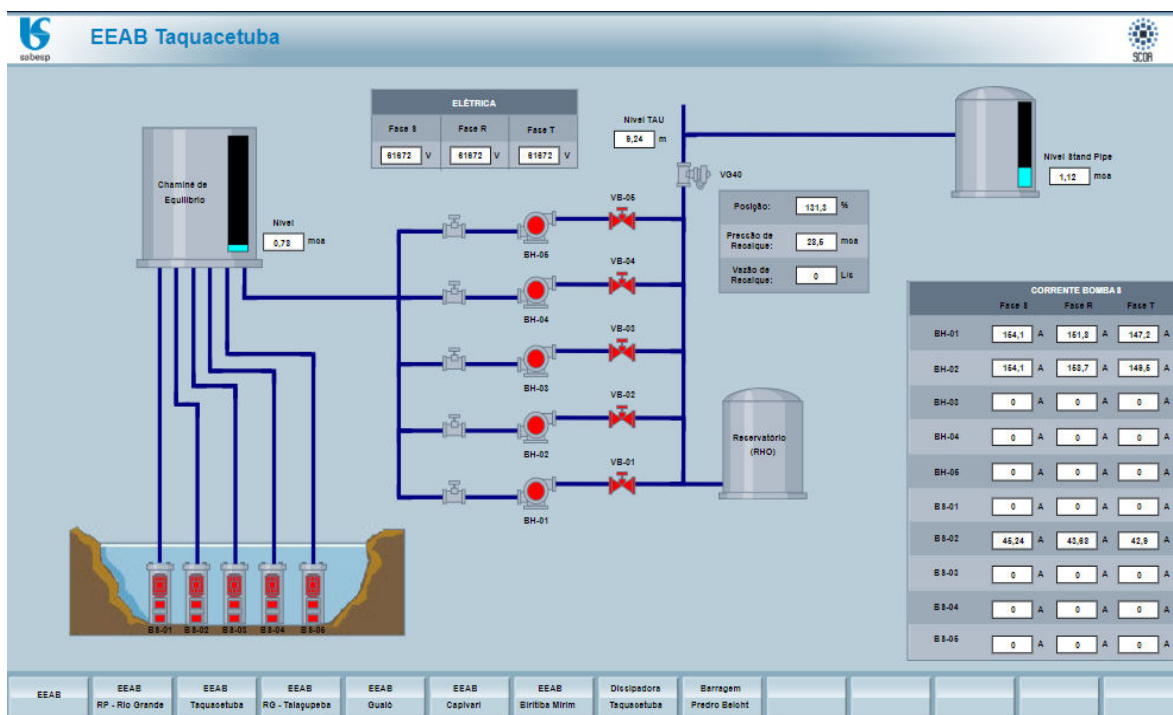 sabesp
EEAB Taquacetuba
SCOA
ELÉTRICA
Fase S Fase R Fase T
61672 V 61672 V 61672 V
Nível TAU
9,24 m
VG40
Nível Stand Pipe
1,12 mca
Chaminé de
Equilíbrio
Nível
0,73 mca
Posição: 101,3 %
Pressão de
Recalque: 23,5 mca
Vazão de
Recalque: 0 L/s
VB-05
BH-05
VB-04
BH-04
VB-03
BH-03
VB-02
BH-02
VB-01
BH-01
Reservatório
(RHO)
CORRENTE BOMBAS
Fase S Fase R Fase T
BH-01 154,1 A 151,3 A 147,2 A
BH-02 154,1 A 153,7 A 149,5 A
BH-03 0 A 0 A 0 A
BH-04 0 A 0 A 0 A
BH-05 0 A 0 A 0 A
BS-01 0 A 0 A 0 A
BS-02 45,24 A 43,63 A 42,9 A
BS-03 0 A 0 A 0 A
BS-04 0 A 0 A 0 A
BS-05 0 A 0 A 0 A
BS-01 BS-02 BS-03 BS-04 BS-05
EEAB
EEAB
RP - Rio Grande
EEAB
Taquacetuba
EEAB
RG - Taiaçupeba
EEAB
Guaió
EEAB
Capivari
EEAB
Biritiba Mirim
Dissipadora
Taquacetuba
Barragem
Predro Beicht